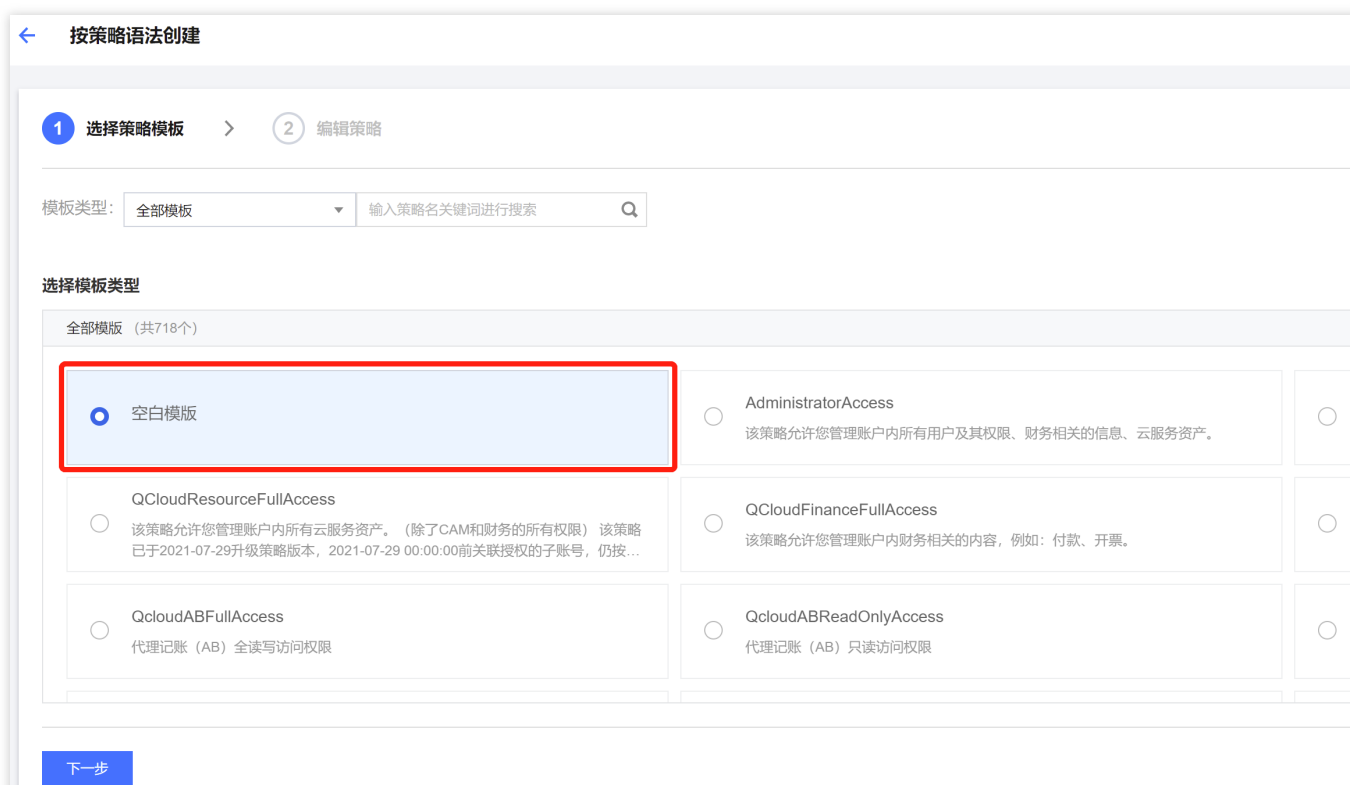 按策略语法创建
1 选择策略模板 2 编辑策略
模板类型: 全部模板 输入策略名关键词进行搜索
选择模板类型
全部模版 （共718个）
空白模版
AdministratorAccess
该策略允许您管理账户内所有用户及其权限、财务相关的信息、云服务资产。
QCloudResourceFullAccess
该策略允许您管理账户内所有云服务资产。（除了CAM和财务的所有权限） 该策略
已于2021-07-29升级策略版本，2021-07-29 00:00:00前关联授权的子账号，仍按...
QCloudFinanceFullAccess
该策略允许您管理账户内财务相关的内容，例如：付款、开票。
QcloudABFullAccess
代理记账（AB）全读写访问权限
QcloudABReadOnlyAccess
代理记账（AB）只读访问权限
下一步